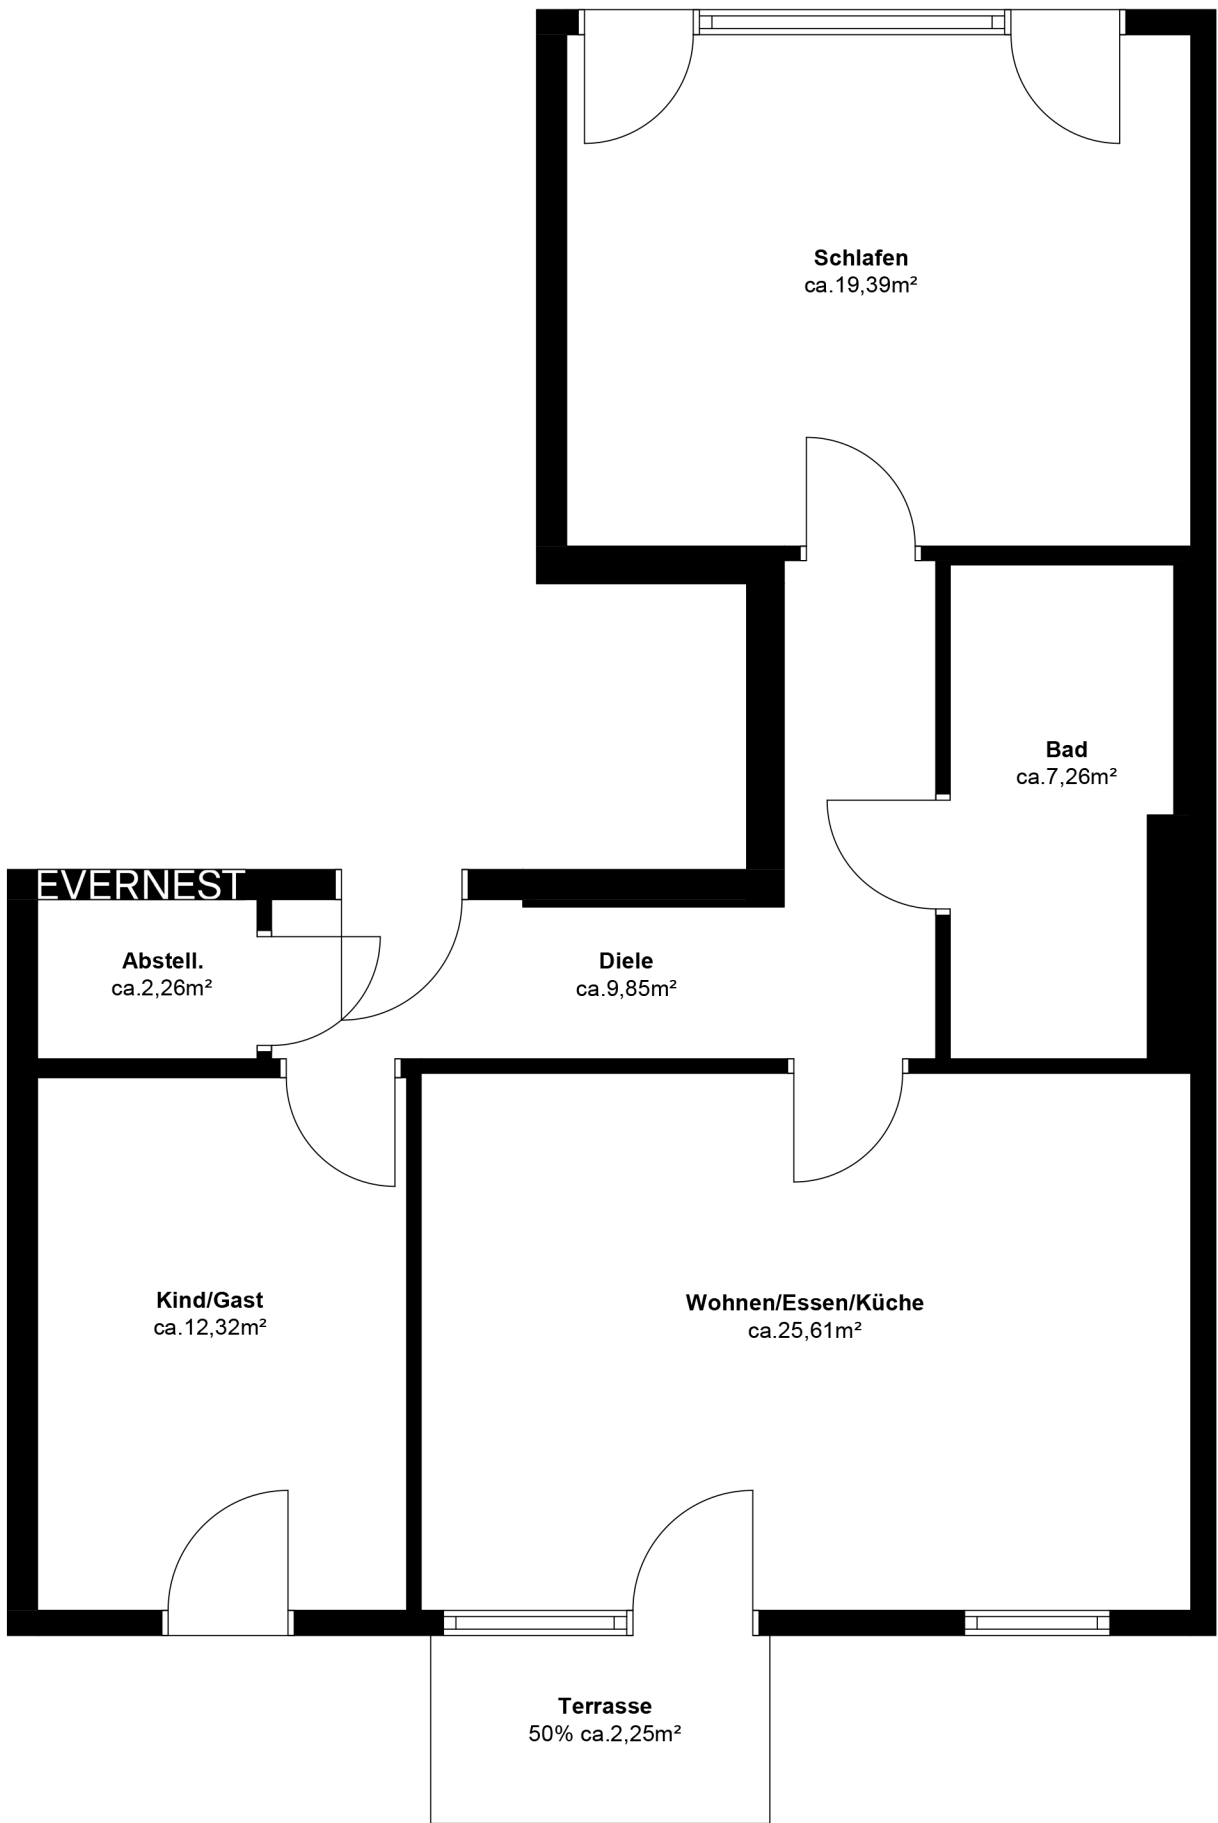 Schlafen
ca.19,39m²
Bad
ca.7,26m²
EVERNEST
Abstell.
ca.2,26m²
Diele
ca.9,85m²
Kind/Gast
ca.12,32m²
Wohnen/Essen/Küche
ca.25,61m²
Terrasse
50% ca.2,25m²